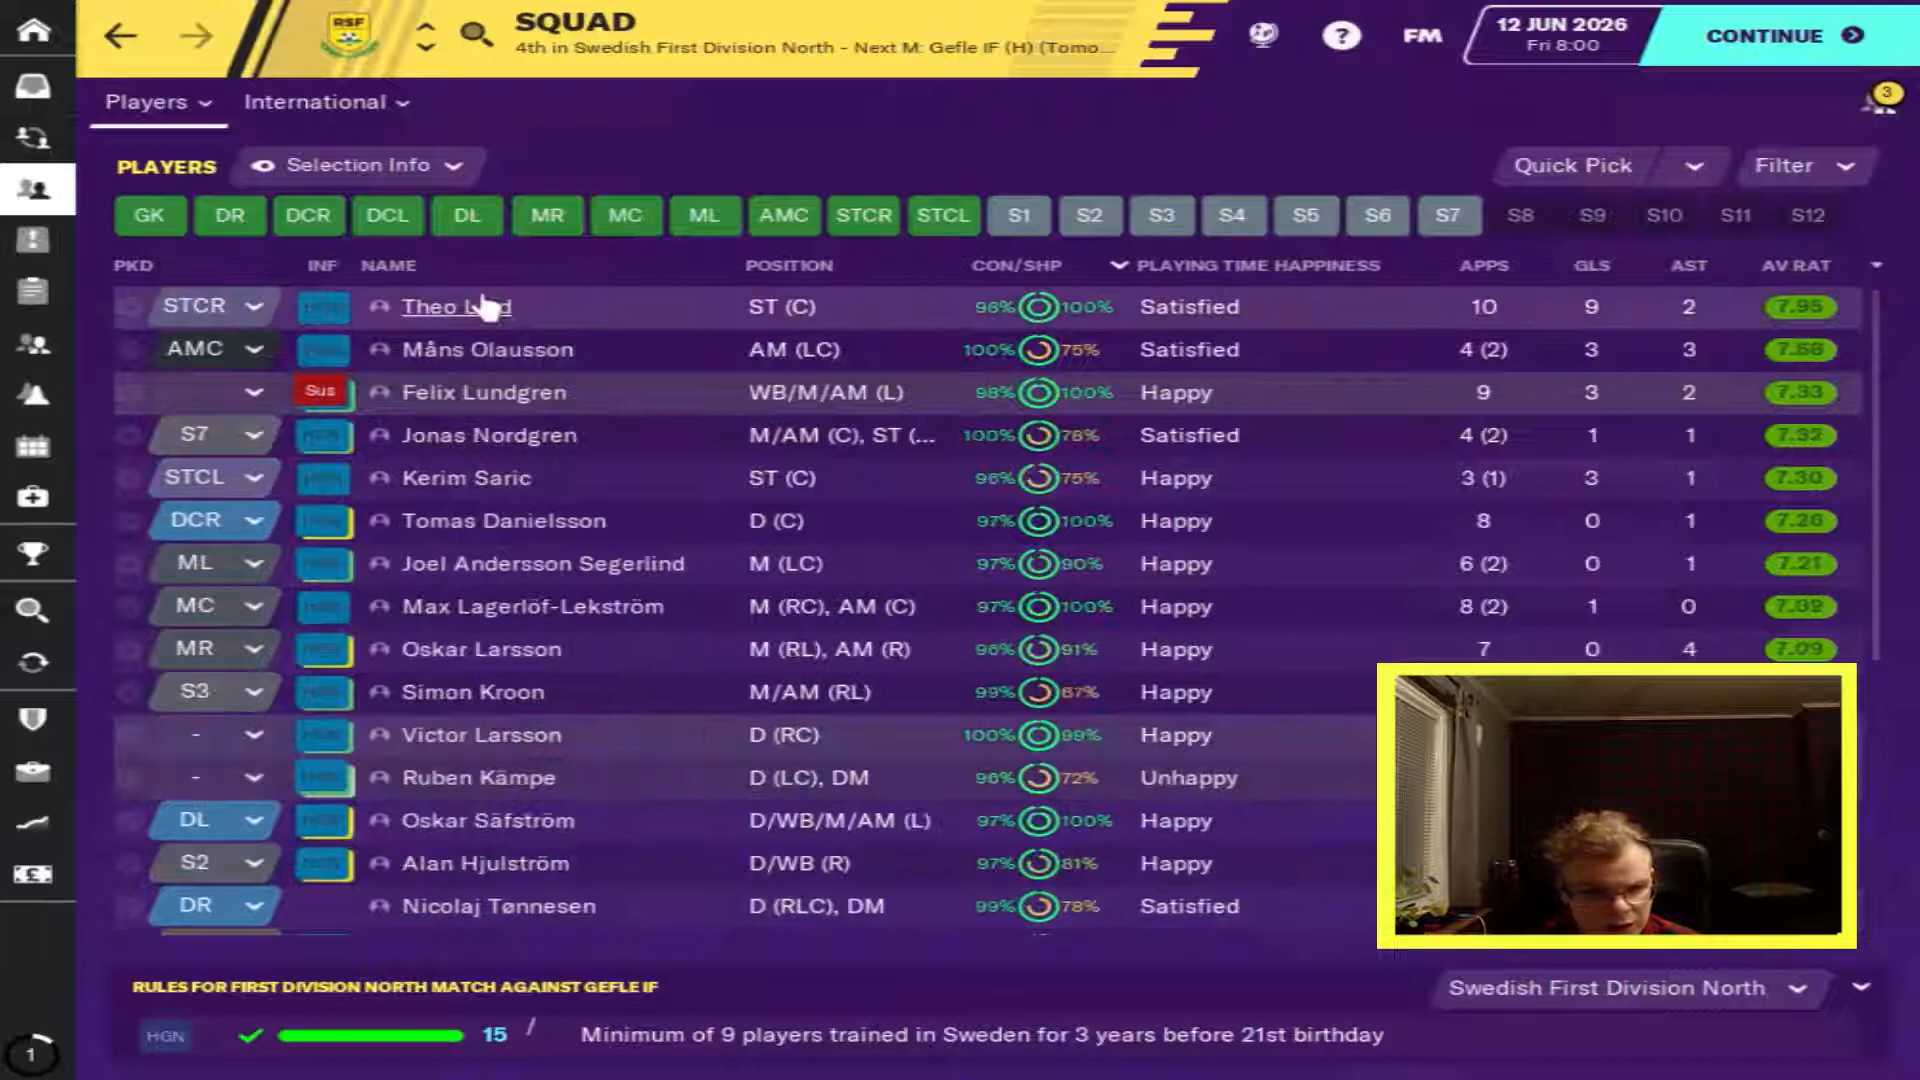 RSF
SQUAD
4th in Swedish First Division North - Next M: Gefle IF (H) (Tomo...
?
FM
12 JUN 2026
Fri 8:00
CONTINUE
Players
International
3
PLAYERS
Selection Info
Quick Pick
Filter
GK DR DCR DCL DL MR MC ML AMC STCR STCL S1 S2 S3 S4 S5 S6 S7 S8 S9 S10 S11 S12
PKD INF NAME POSITION CON/SHP PLAYING TIME HAPPINESS APPS GLS AST AV RAT
STCR Theo ST (C) 100% Satisfied 10 9 2 7.95
AMC Måns Olausson AM (LC) 100% 75% Satisfied 4 (2) 3 3
Sus Felix Lundgren WB/M/AM (L) 98% 100% Happy 9 3 2 7.33
S7 Jonas Nordgren M/AM (C), ST (... 100% 78% Satisfied 4 (2) 1 1 7.32
STCL Kerim Saric ST (C) 75% Happy 3 (1) 3 1 7.30
DCR Tomas Danielsson D (C) 97% 100% Happy 8 0 1 7.26
ML Joel Andersson Segerlind M (LC) 97% 90% Happy 6 (2) 0 1 7.21
MC Max Lagerlöf-Lekström M (RC), AM (C) 97% 100% Happy 8 (2) 1 0
MR Oskar Larsson M (RL), AM (R) 91% Happy 7 0 4 7.09
S3 Simon Kroon M/AM (RL) 99% Happy
- Victor Larsson D (RC) 100% 99% Happy
- Ruben Kämpe D (LC), DM 72% Unhappy
DL Oskar Säfström D/WB/M/AM (L) 97% 100% Happy
S2 Alan Hjulström D/WB (R) 97% 81% Happy
DR Nicolaj Tønnesen D (RLC), DM 99% 78% Satisfied
RULES FOR FIRST DIVISION NORTH MATCH AGAINST GEFLE IF
Swedish First Division North
HGN 15 / Minimum of 9 players trained in Sweden for 3 years before 21st birthday
1